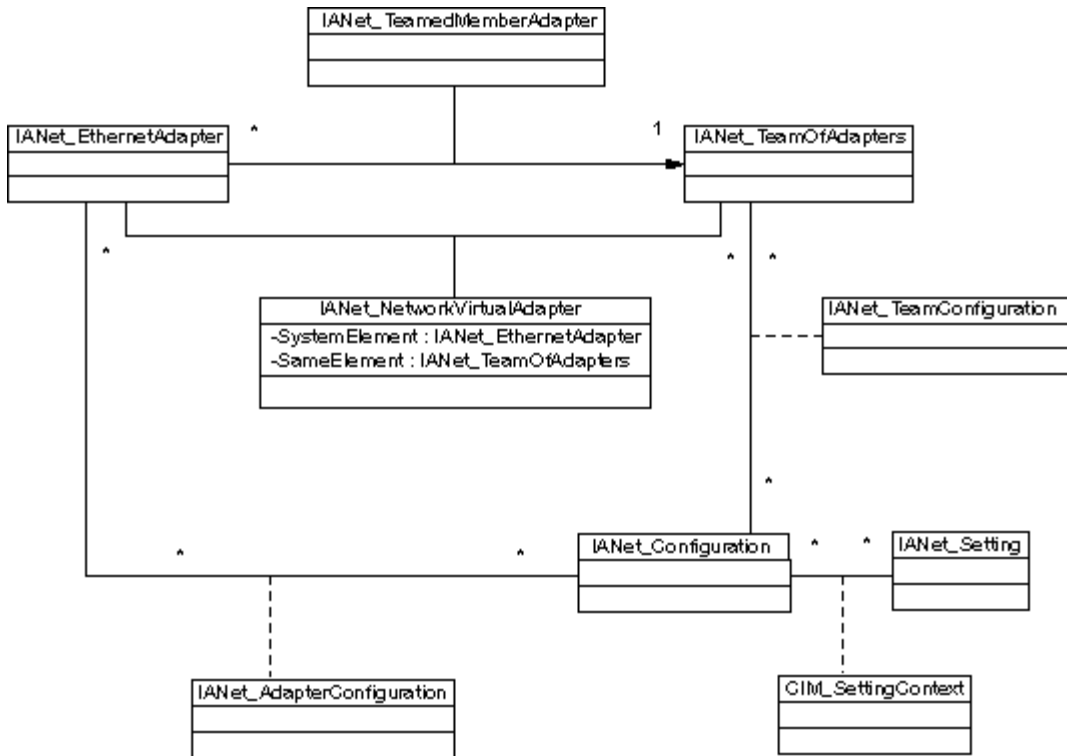 IANet_TeamedMemberAdapter
IANet_EthernetAdapter
*
1
IANet_TeamOfAdapters
*
*
*
IANet_NetworkVirtualAdapter
-SystemElement : IANet_EthernetAdapter
-SameElement : IANet_TeamOfAdapters
IANet_TeamConfiguration
*
*
*
IANet_Configuration
*
*
IANet_Setting
IANet_AdapterConfiguration
CIM_SettingContext